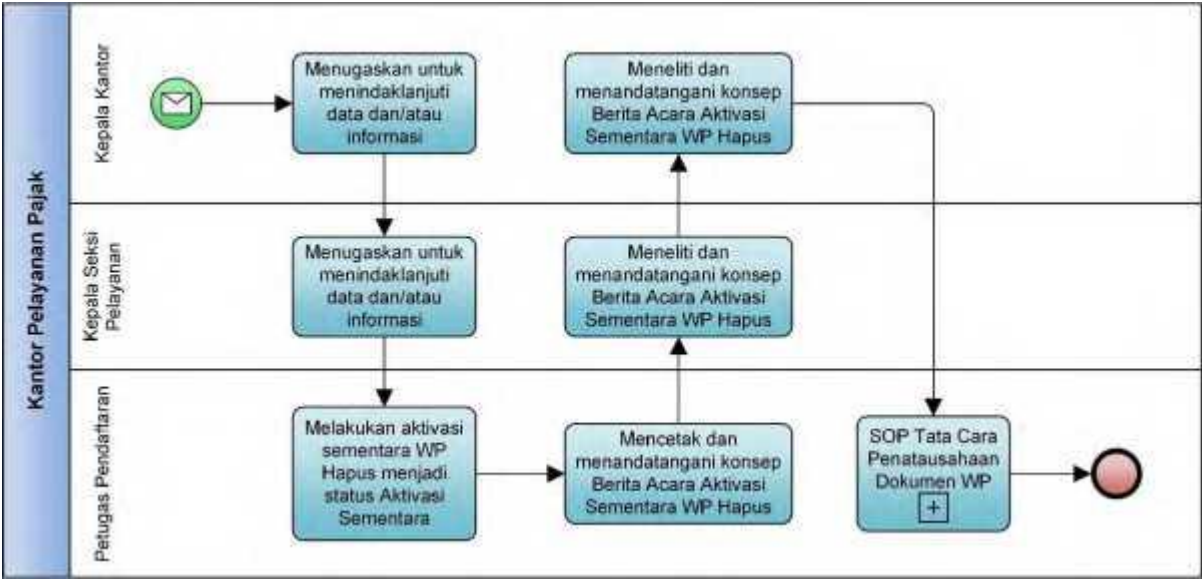 Kantor Pelayanan Pajak
Kepala Kantor
Menugaskan untuk
menindaklanjuti
data dan/atau
informasi
Meneliti dan
menandatangani konsep
Berita Acara Aktivasi
Sementara WP Hapus
Kepala Seksi
Pelayanan
Menugaskan untuk
menindaklanjuti
data dan/atau
informasi
Meneliti dan
menandatangani konsep
Berita Acara Aktivasi
Sementara WP Hapus
Petugas Pendaftaran
Melakukan aktivasi
sementara WP
Hapus menjadi
status Aktivasi
Sementara
Mencetak dan
menandatangani konsep
Berita Acara Aktivasi
Sementara WP Hapus
SOP Tata Cara
Penatausahaan
Dokumen WP